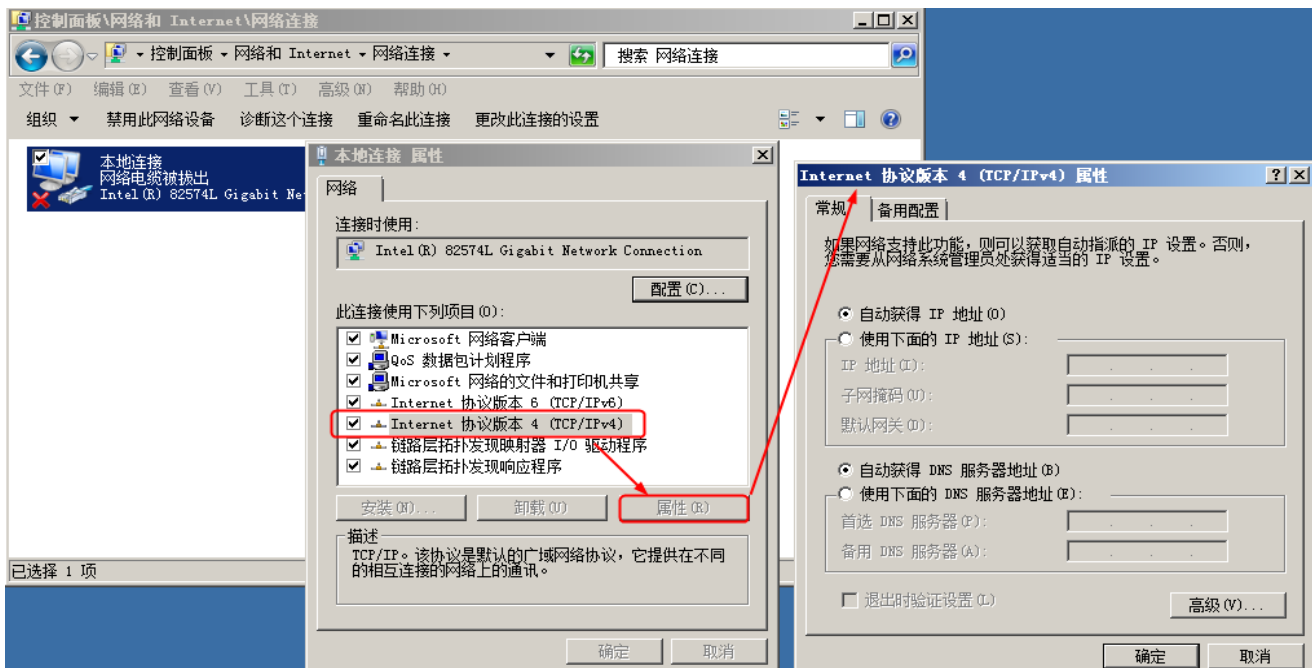 控制面板\网络和 Internet\网络连接
控制面板 网络和 Internet 网络连接
搜索 网络连接
文件(F) 编辑(E) 查看(V) 工具(T) 高级(N) 帮助(H)
组织 禁用此网络设备 诊断这个连接 重命名此连接 更改此连接的设置
本地连接
网络电缆被拔出
Intel(R) 82574L Gigabit Ne
已选择 1 项
本地连接 属性
网络
连接时使用:
Intel(R) 82574L Gigabit Network Connection
配置(C)...
此连接使用下列项目(O):
Microsoft 网络客户端
QoS 数据包计划程序
Microsoft 网络的文件和打印机共享
Internet 协议版本 6 (TCP/IPv6)
Internet 协议版本 4 (TCP/IPv4)
链路层拓扑发现映射器 I/O 驱动程序
链路层拓扑发现响应程序
安装(N)... 卸载(U) 属性(R)
描述
TCP/IP。该协议是默认的广域网络协议，它提供在不同
的相互连接的网络上的通讯。
确定 取消
Internet 协议版本 4 (TCP/IPv4) 属性
常规 备用配置
如果网络支持此功能，则可以获取自动指派的 IP 设置。否则，
您需要从网络系统管理员处获得适当的 IP 设置。
自动获得 IP 地址(O)
使用下面的 IP 地址(S):
IP 地址(I):
子网掩码(U):
默认网关(D):
自动获得 DNS 服务器地址(B)
使用下面的 DNS 服务器地址(E):
首选 DNS 服务器(P):
备用 DNS 服务器(A):
退出时验证设置(L)
高级(V)...
确定 取消